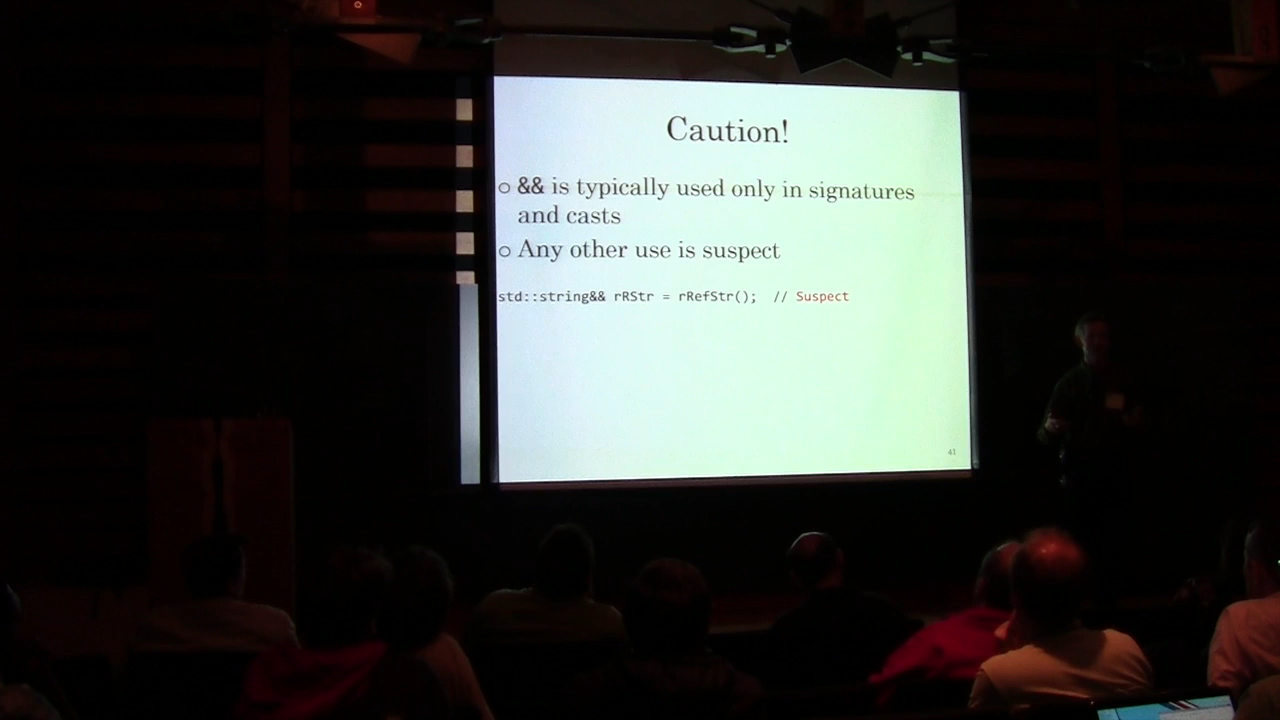 Caution!
○ && is typically used only in signatures
and casts
○ Any other use is suspect
std::string&& rRStr = rRefStr(); // Suspect
41